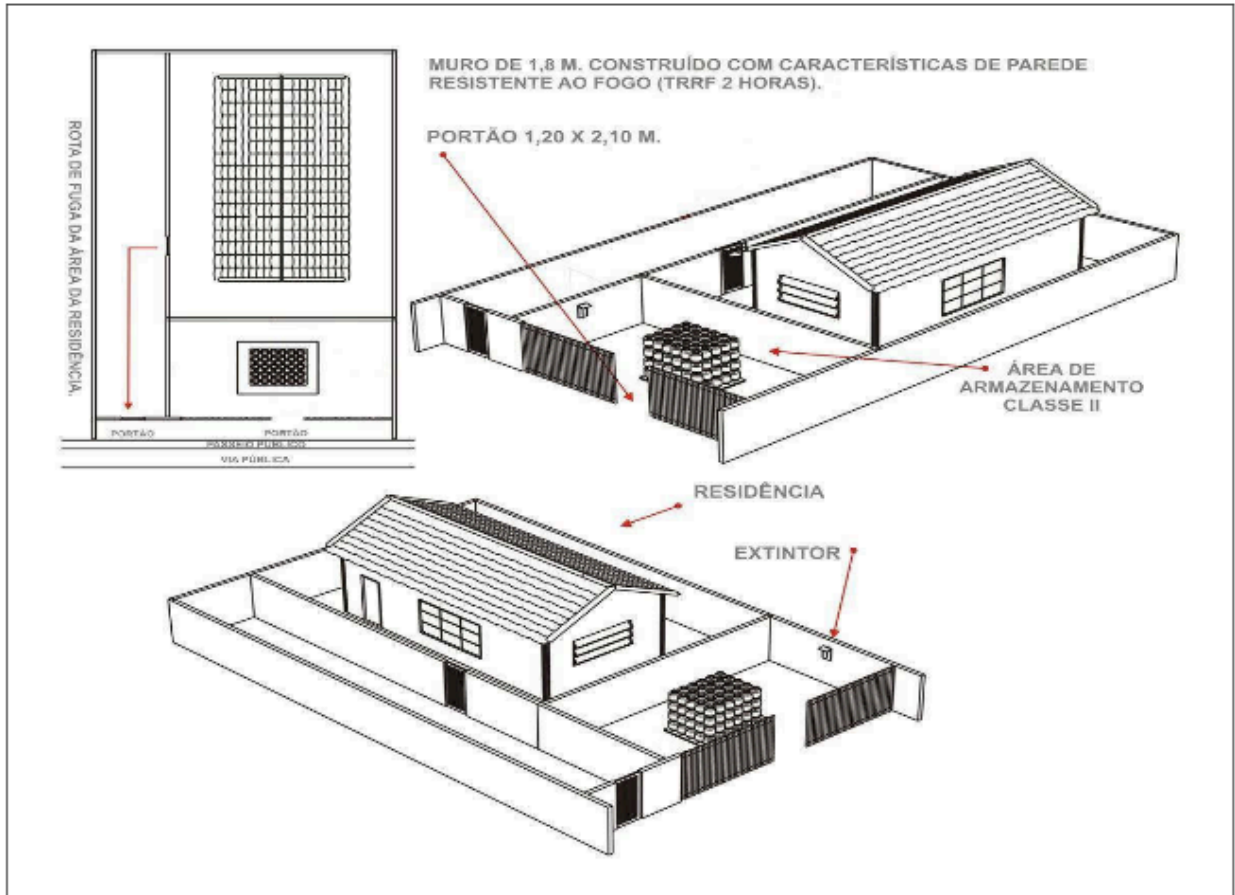 MURO DE 1,8 M. CONSTRUÍDO COM CARACTERÍSTICAS DE PAREDE
RESISTENTE AO FOGO (TRRF 2 HORAS).
PORTÃO 1,20 X 2,10 M.
ROTA DE FUGA DA ÁREA DA RESIDÊNCIA.
PORTÃO
PORTÃO
PASSEIO PÚBLICO
VIA PÚBLICA
ÁREA DE
ARMAZENAMENTO
CLASSE II
RESIDÊNCIA
EXTINTOR